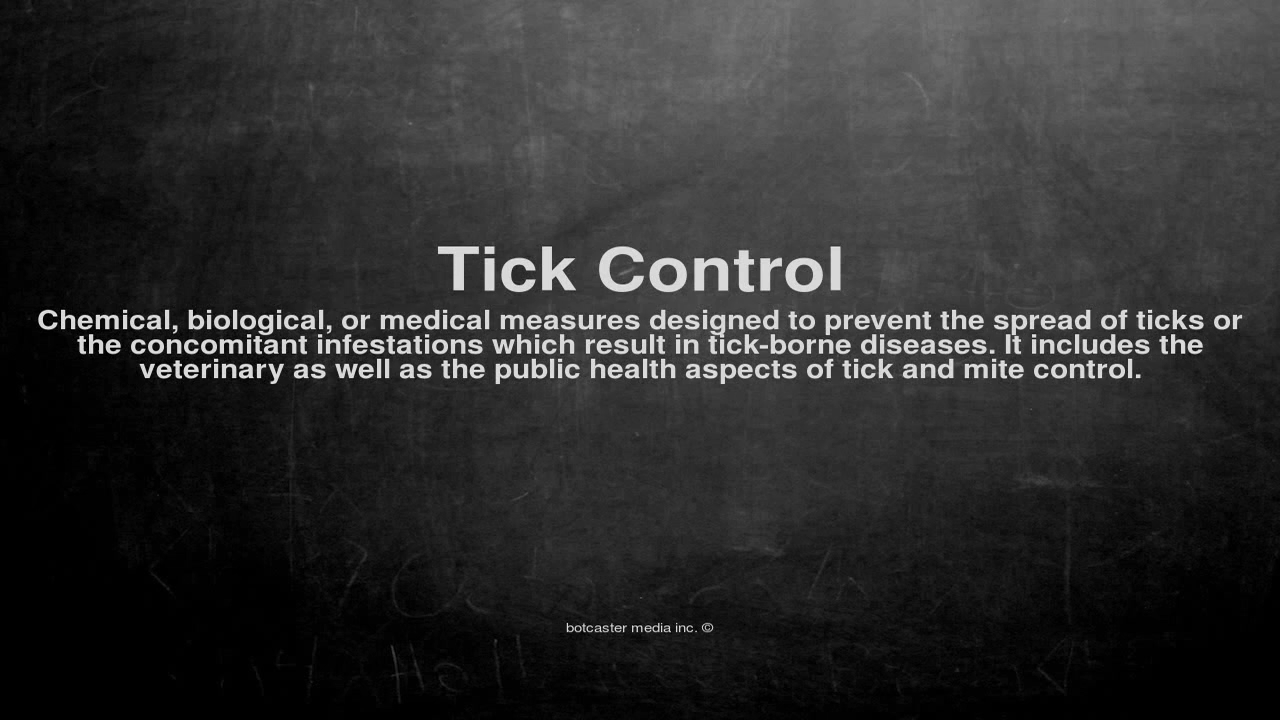 Tick Control
Chemical, biological, or medical measures designed to prevent the spread of ticks or
the concomitant infestations which result in tick-borne diseases. It includes the
veterinary as well as the public health aspects of tick and mite control.
botcaster media inc. ©